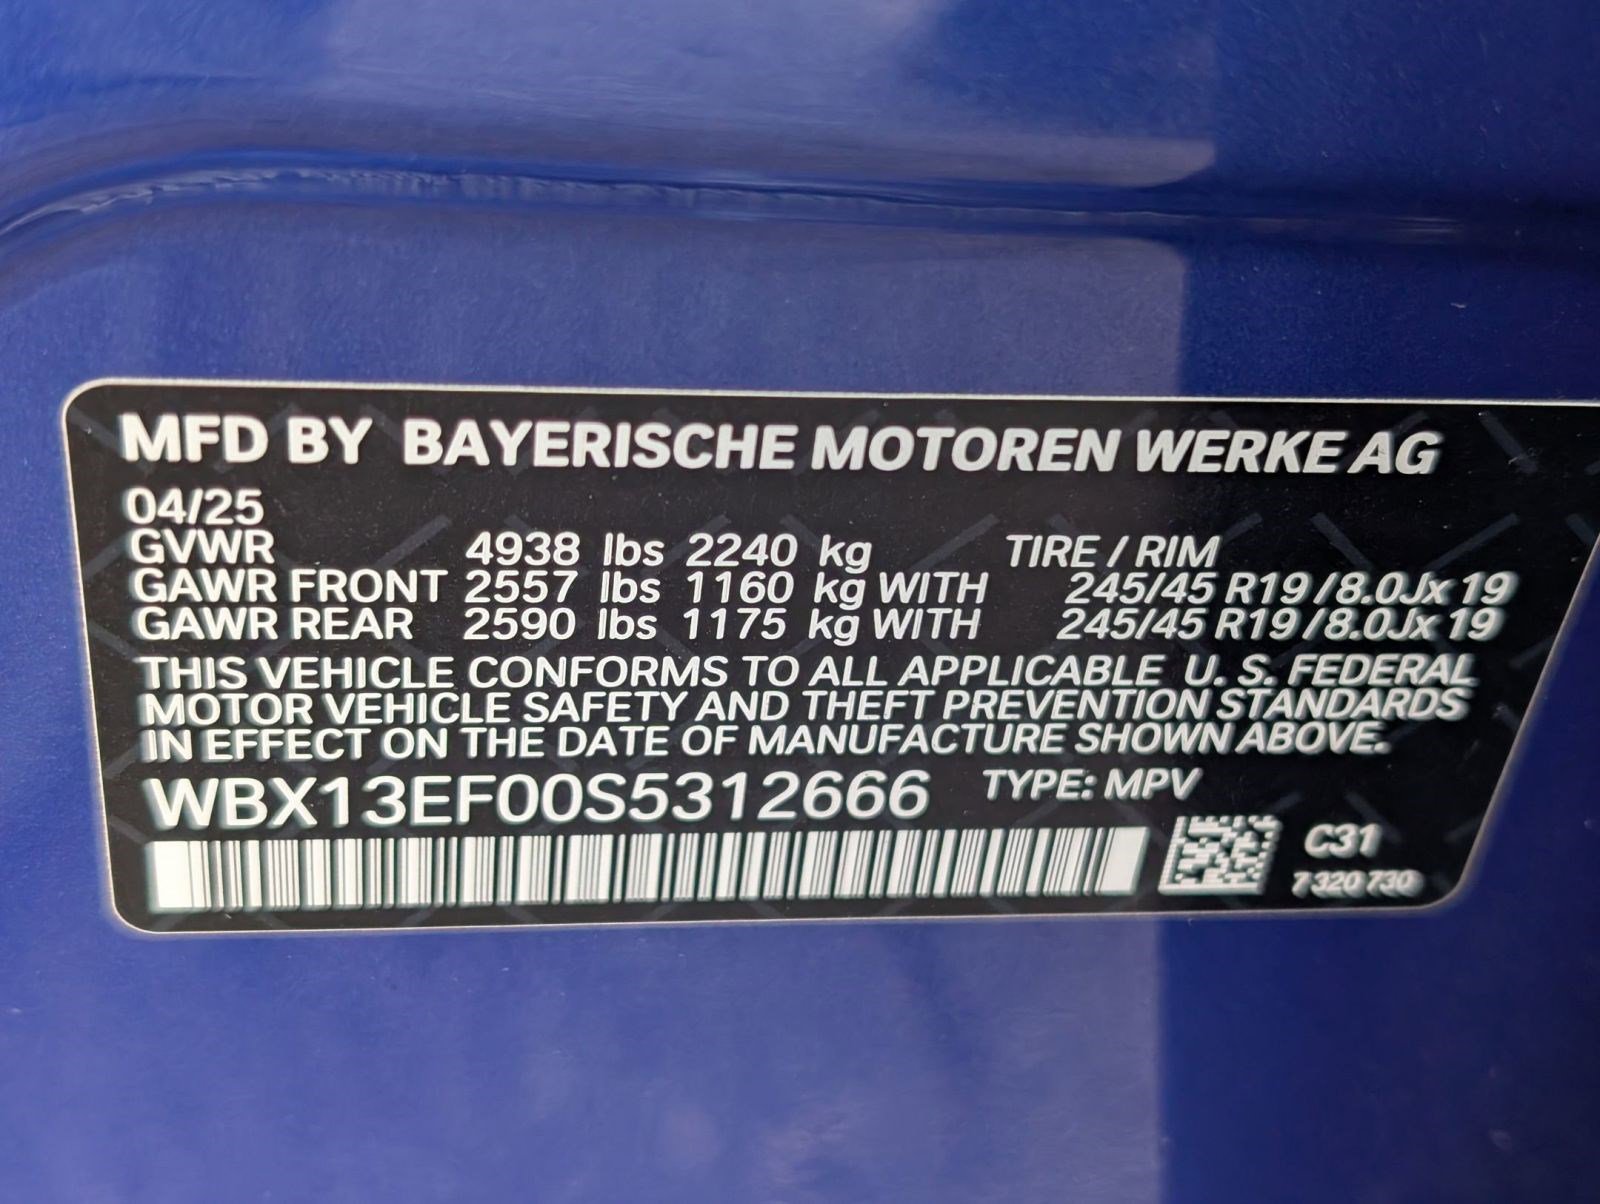 MFD BY BAYERISCHE MOTOREN WERKE AG
04/25
GVWR 4938 lbs 2240 kg TIRE / RIM
GAWR FRONT 2557 lbs 1160 kg WITH 245/45 R19 /8.0Jx 19
GAWR REAR 2590 lbs 1175 kg WITH 245/45 R19 /8.0Jx 19
THIS VEHICLE CONFORMS TO ALL APPLICABLE U. S. FEDERAL
MOTOR VEHICLE SAFETY AND THEFT PREVENTION STANDARDS
IN EFFECT ON THE DATE OF MANUFACTURE SHOWN ABOVE.
WBX13EF00S5312666 TYPE: MPV
C31
7 320 730